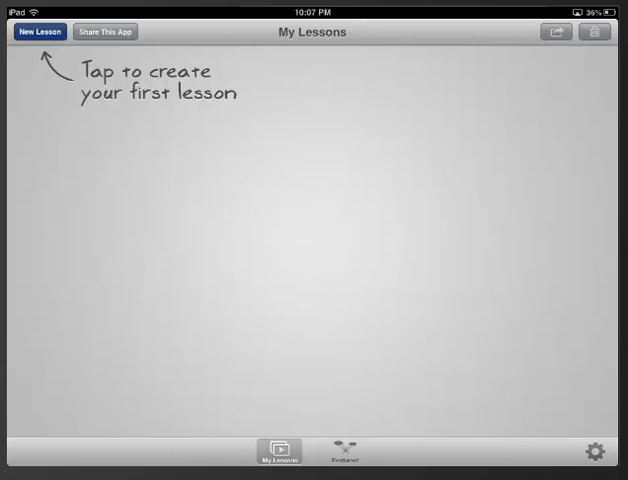 iPad 10:07 PM 36%
New Lesson Share This App My Lessons
Tap to create
your first lesson
My Lessons Featured